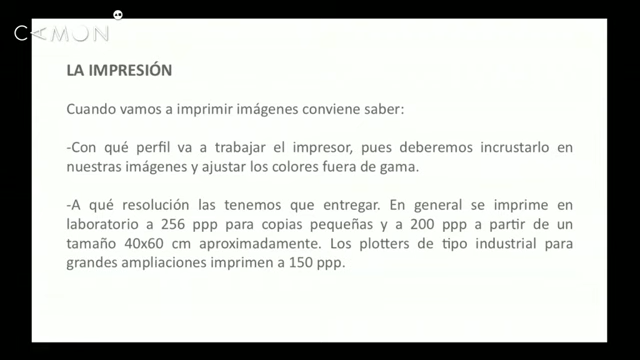 CAMON
LA IMPRESIÓN
Cuando vamos a imprimir imágenes conviene saber:
-Con qué perfil va a trabajar el impresor, pues deberemos incrustarlo en
nuestras imágenes y ajustar los colores fuera de gama.
-A qué resolución las tenemos que entregar. En general se imprime en
laboratorio a 256 ppp para copias pequeñas y a 200 ppp a partir de un
tamaño 40x60 cm aproximadamente. Los plotters de tipo industrial para
grandes ampliaciones imprimen a 150 ppp.